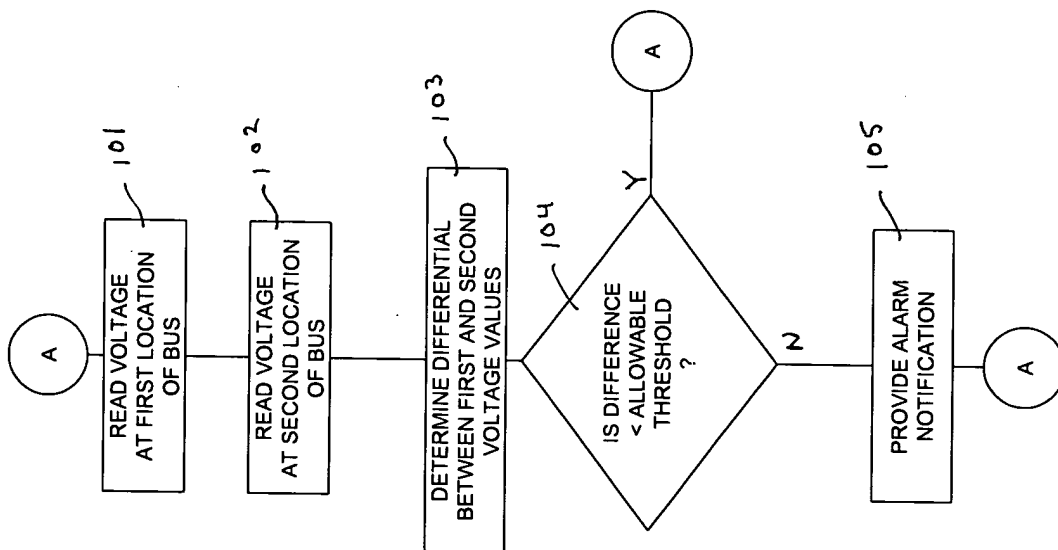 A
READ VOLTAGE
AT FIRST LOCATION
OF BUS
101
READ VOLTAGE
AT SECOND LOCATION
OF BUS
102
DETERMINE DIFFERENTIAL
BETWEEN FIRST AND SECOND
VOLTAGE VALUES
103
IS DIFFERENCE
< ALLOWABLE
THRESHOLD
?
104
Y
A
N
PROVIDE ALARM
NOTIFICATION
105
A